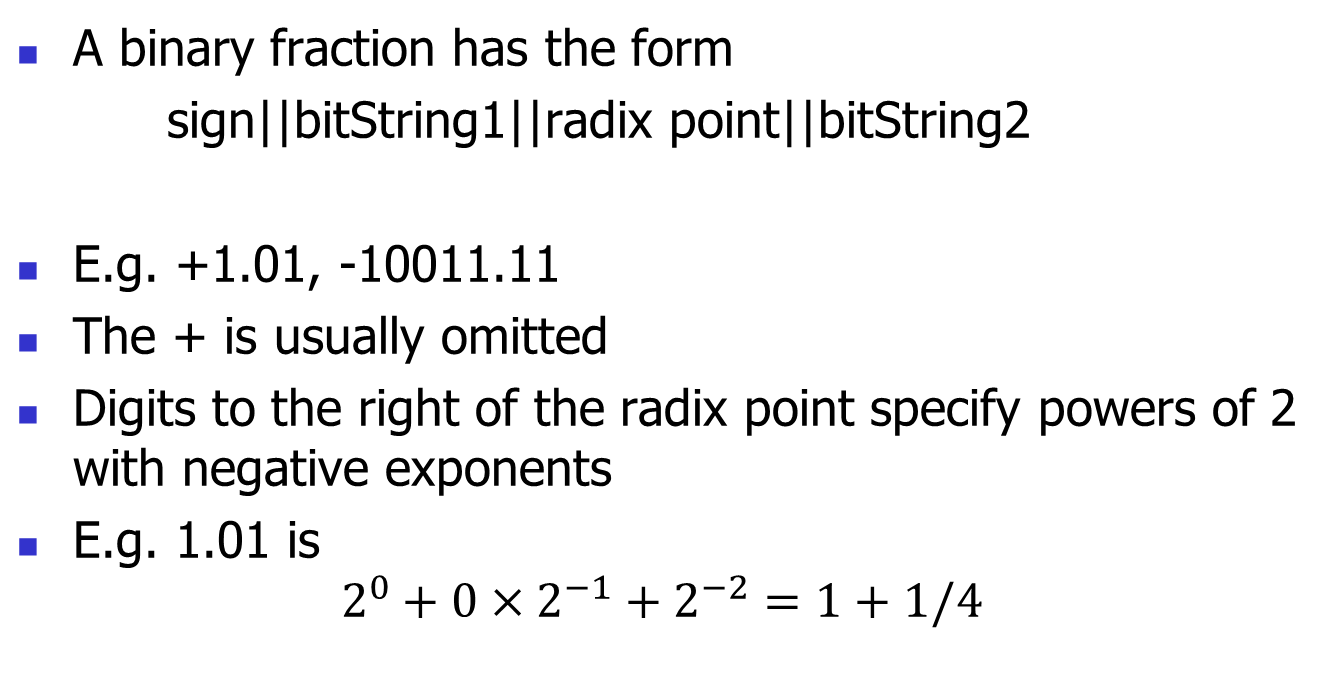 ▪ A binary fraction has the form
sign||bitString1||radix point||bitString2
▪ E.g. +1.01, -10011.11
▪ The + is usually omitted
▪ Digits to the right of the radix point specify powers of 2
with negative exponents
▪ E.g. 1.01 is
2⁰ + 0 × 2⁻¹ + 2⁻² = 1 + 1/4